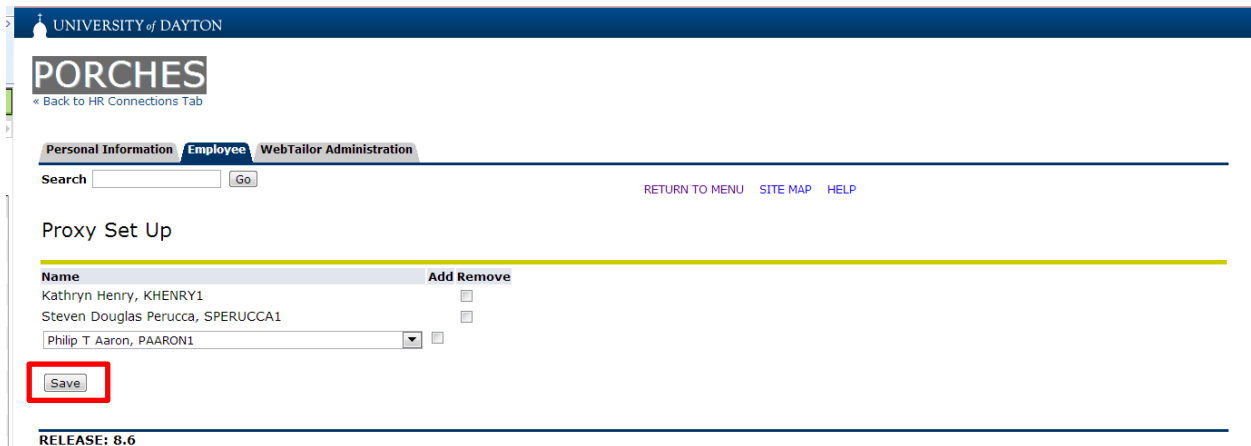 UNIVERSITY of DAYTON
PORCHES
« Back to HR Connections Tab
Personal Information Employee WebTailor Administration
Search Go
RETURN TO MENU SITE MAP HELP
Proxy Set Up
Name Add Remove
Kathryn Henry, KHENRY1
Steven Douglas Perucca, SPERUCCA1
Philip T Aaron, PAARON1
Save
RELEASE: 8.6